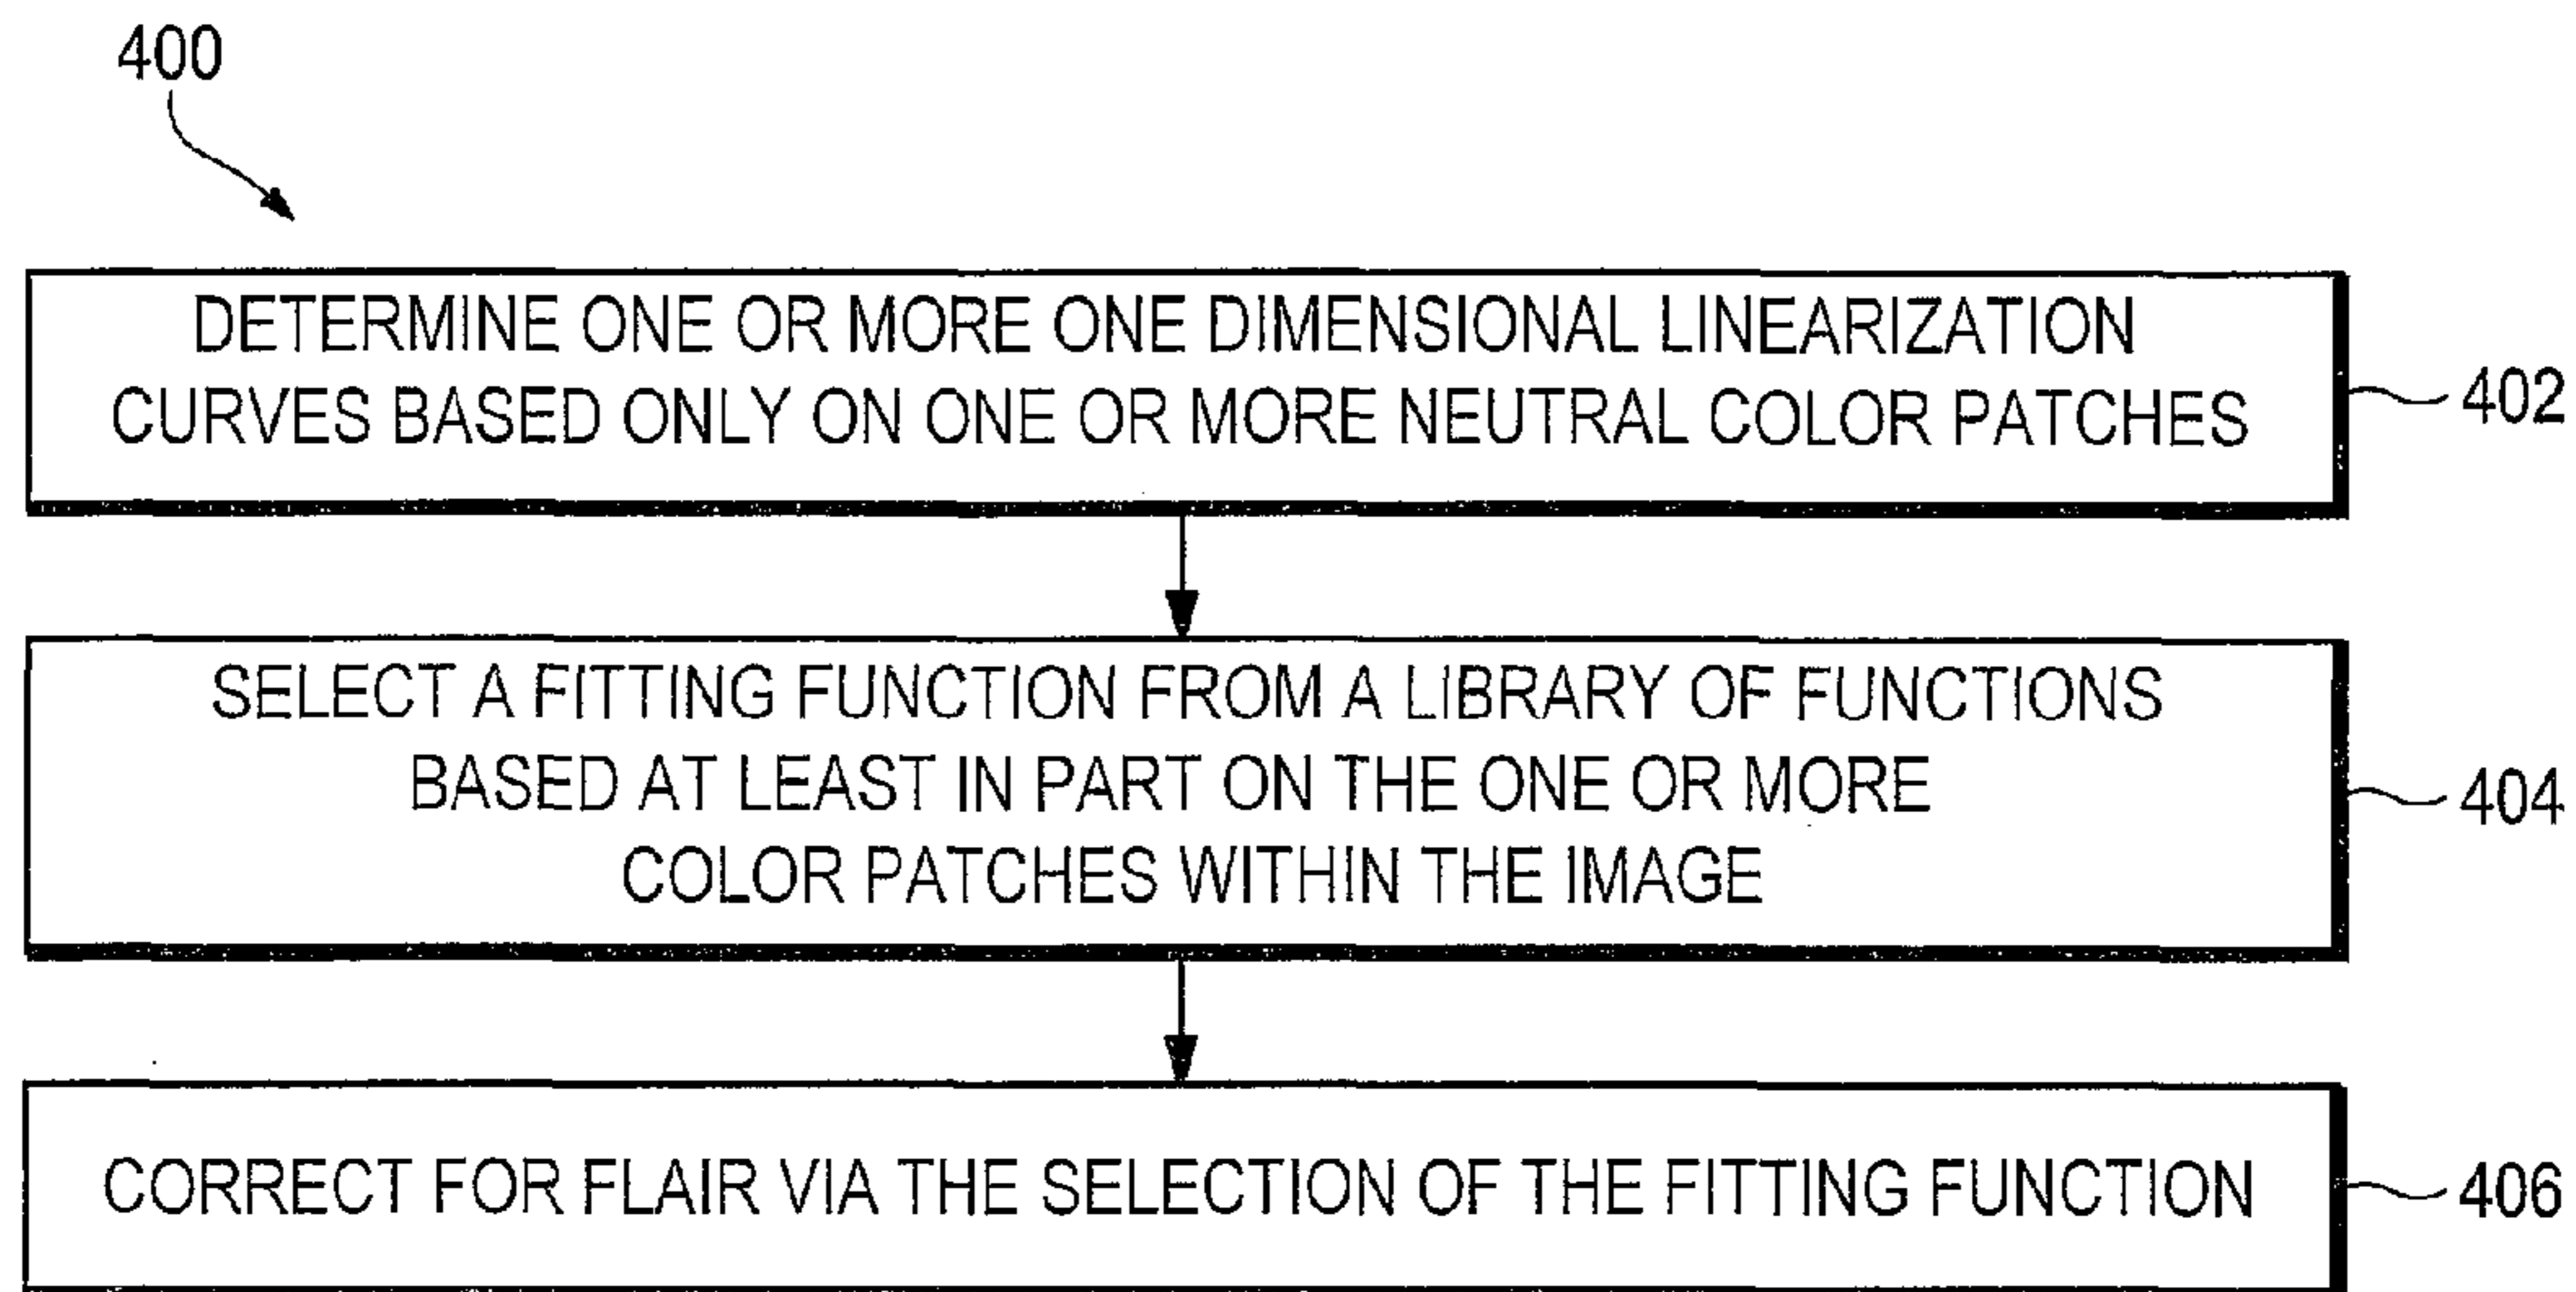 400
DETERMINE ONE OR MORE ONE DIMENSIONAL LINEARIZATION
CURVES BASED ONLY ON ONE OR MORE NEUTRAL COLOR PATCHES
402
SELECT A FITTING FUNCTION FROM A LIBRARY OF FUNCTIONS
BASED AT LEAST IN PART ON THE ONE OR MORE
COLOR PATCHES WITHIN THE IMAGE
404
CORRECT FOR FLAIR VIA THE SELECTION OF THE FITTING FUNCTION
406